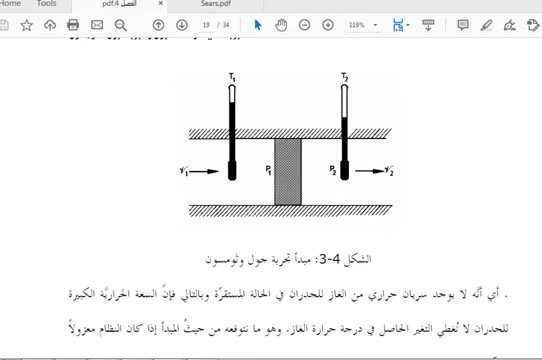 Home Tools الفصل 4.pdf × Sears.pdf
19 / 34 119%
T₁ T₂
𝒱₁ P₁ P₂ 𝒱₂
الشكل 4-3: مبدأ تجربة جول وثومسون
. أي أنَّه لا يوجد سريان حراري من الغاز للجدران في الحالة المستقرَّة وبالتالي فإنَّ السعة الحراريَّة الكبيرة
للجدران لا تُغطي التغير الحاصل في درجة حرارة الغاز. وهو ما نتوقعه من حيثُ المبدأ إذا كان النظام معزولاً